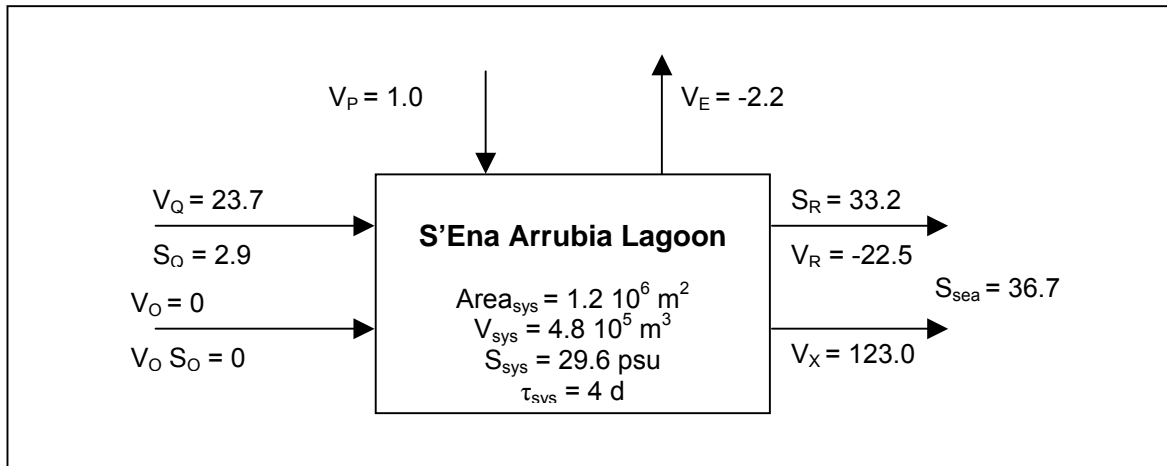 V_P = 1.0
V_E = -2.2
V_Q = 23.7
S_Q = 2.9
V_O = 0
V_O S_O = 0
S'Ena Arrubia Lagoon
Area_sys = 1.2 10^6 m^2
V_sys = 4.8 10^5 m^3
S_sys = 29.6 psu
τ_sys = 4 d
S_R = 33.2
V_R = -22.5
S_sea = 36.7
V_X = 123.0